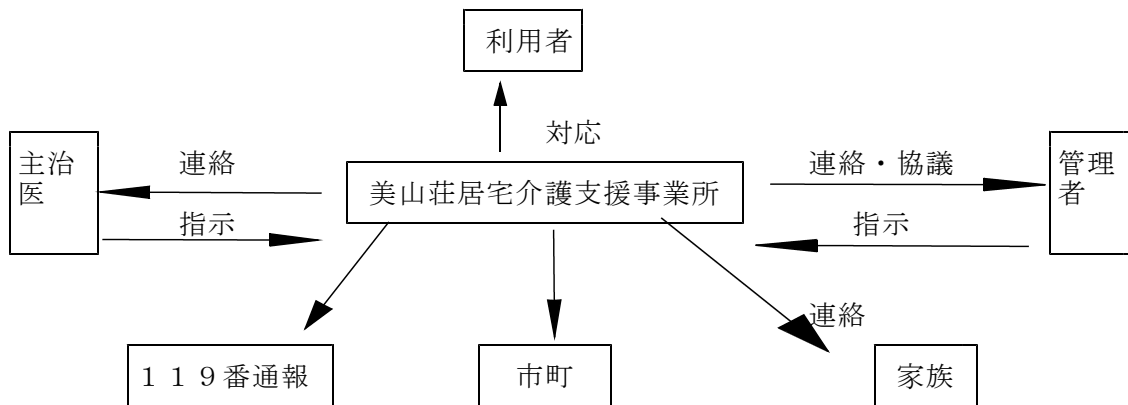 利用者
対応
主治
医
連絡
指示
美山荘居宅介護支援事業所
連絡・協議
指示
管理
者
連絡
１１９番通報
市町
家族